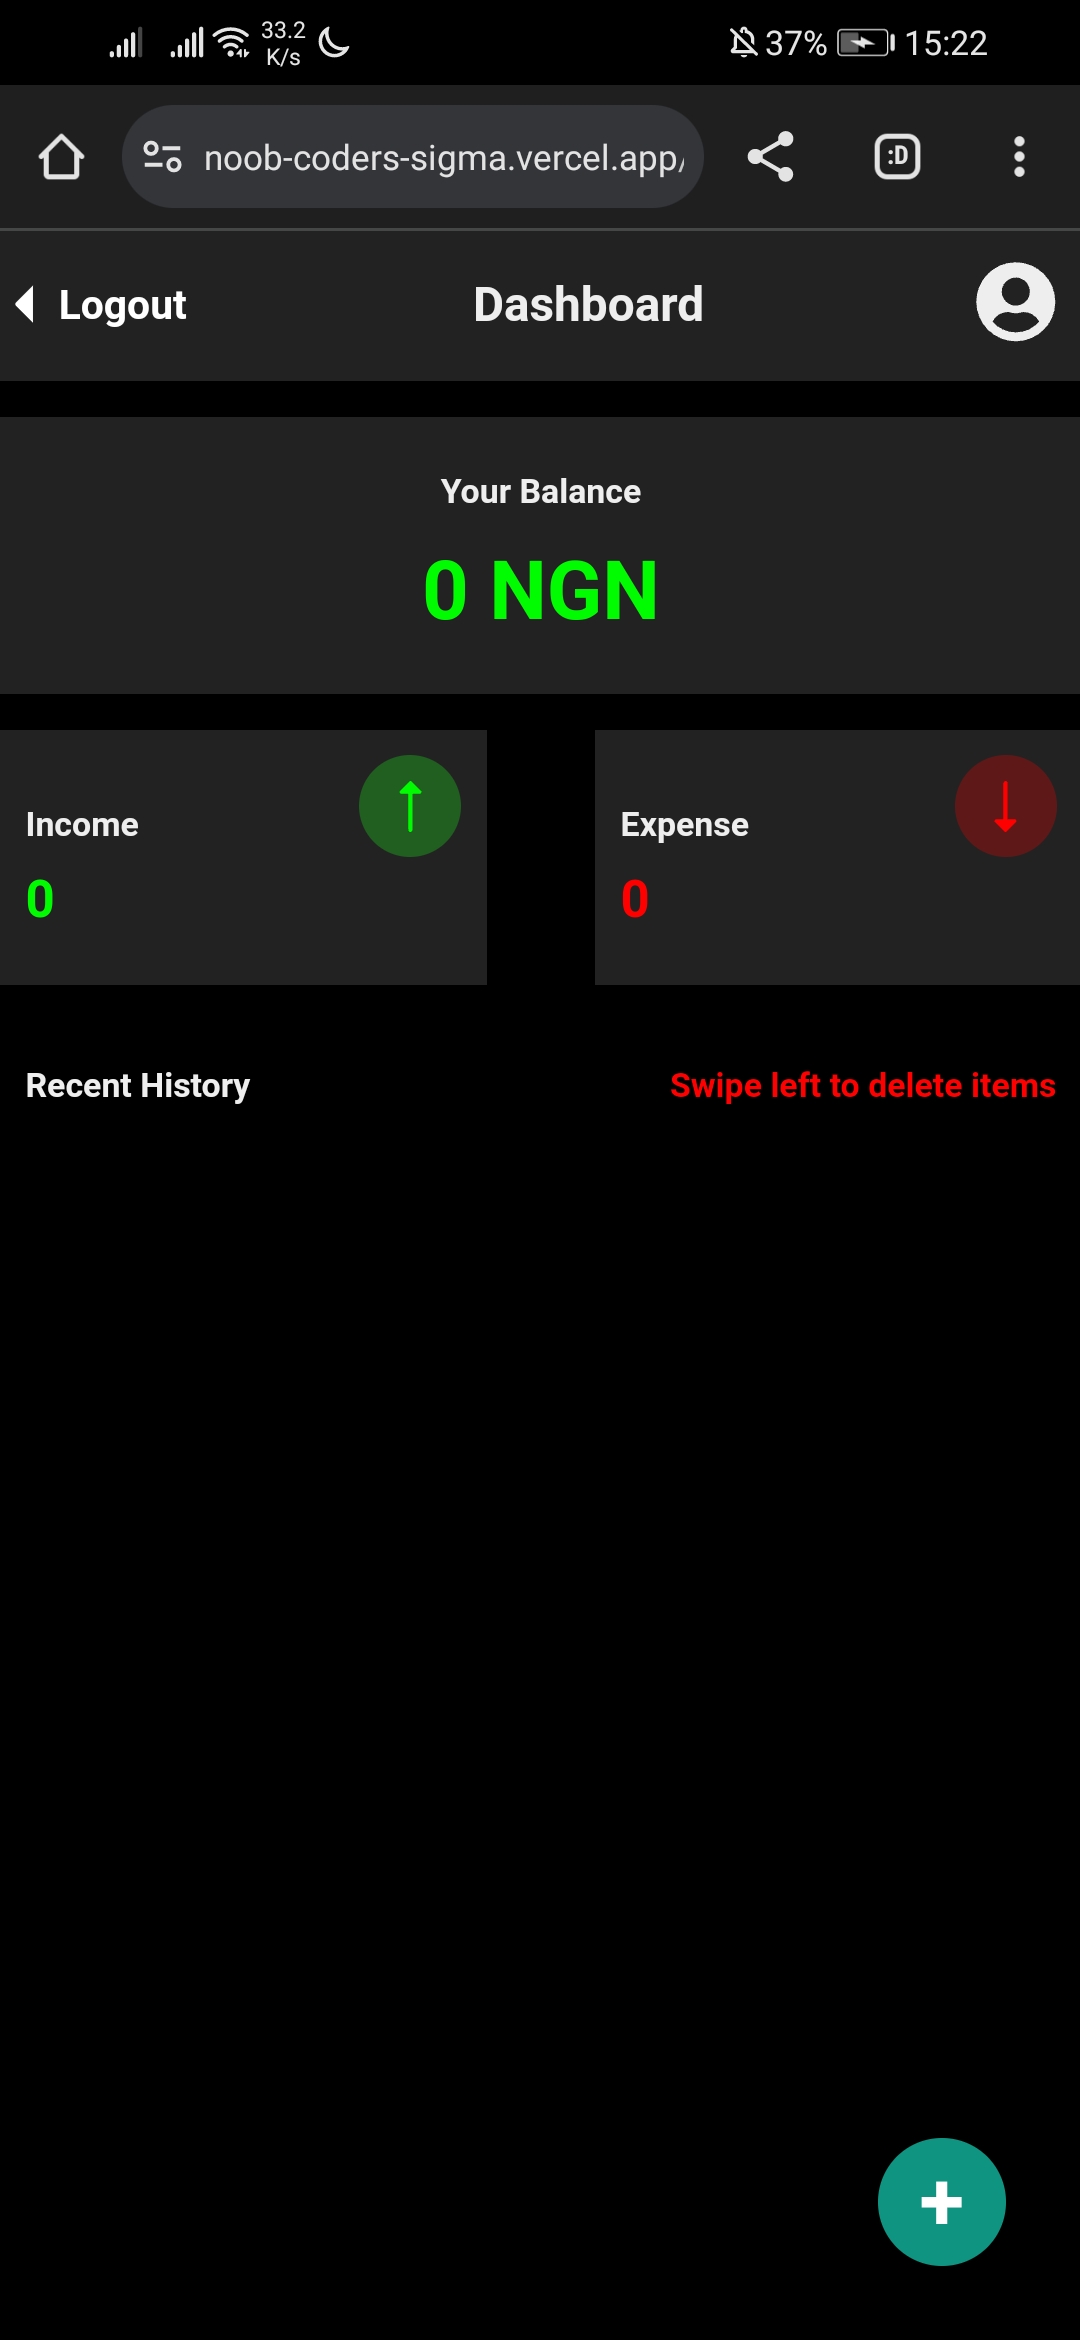 33.2
K/s
37%
15:22
noob-coders-sigma.vercel.app/
:D
Logout
Dashboard
Your Balance
0 NGN
Income
0
Expense
0
Recent History
Swipe left to delete items